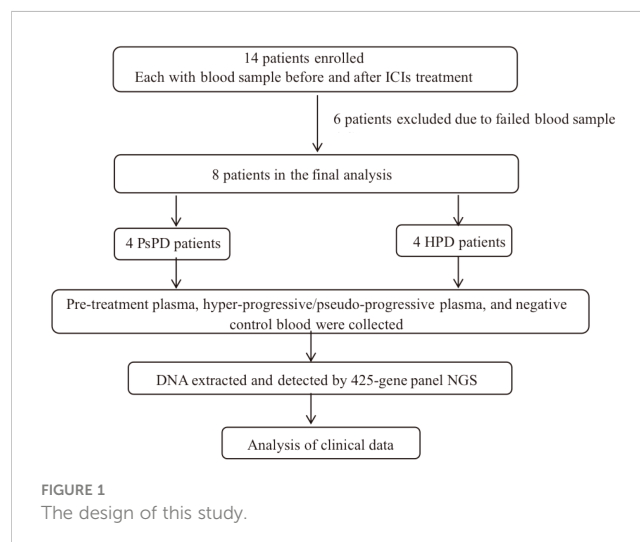 14 patients enrolled
Each with blood sample before and after ICIs treatment
6 patients excluded due to failed blood sample
8 patients in the final analysis
4 PsPD patients
4 HPD patients
Pre-treatment plasma, hyper-progressive/pseudo-progressive plasma, and negative
control blood were collected
DNA extracted and detected by 425-gene panel NGS
Analysis of clinical data
FIGURE 1
The design of this study.